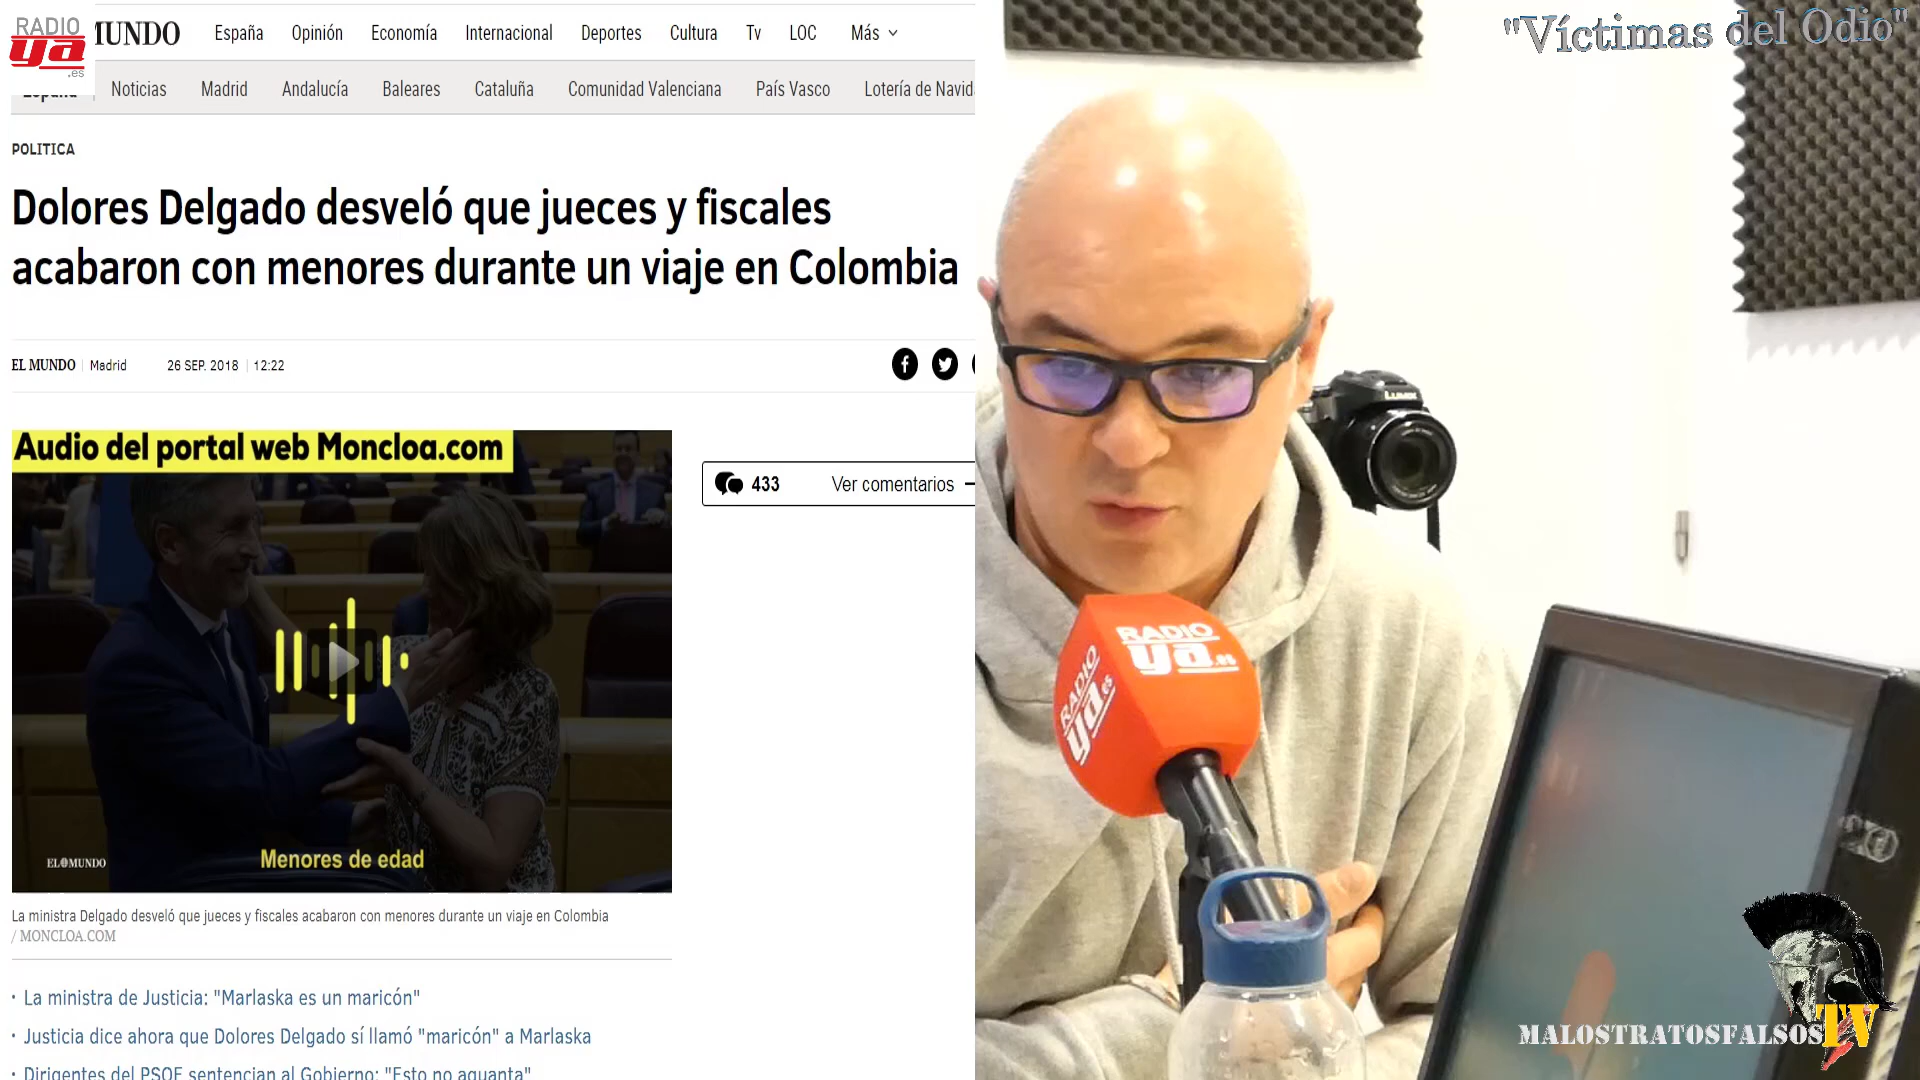 RADIO
ya
.es
MUNDO
España
Opinión
Economía
Internacional
Deportes
Cultura
Tv
LOC
Más
España
Noticias
Madrid
Andalucía
Baleares
Cataluña
Comunidad Valenciana
País Vasco
Lotería de Navid
POLITICA
Dolores Delgado desveló que jueces y fiscales
acabaron con menores durante un viaje en Colombia
EL MUNDO
Madrid
26 SEP. 2018
12:22
Audio del portal web Moncloa.com
433
Ver comentarios
EL MUNDO
Menores de edad
La ministra Delgado desveló que jueces y fiscales acabaron con menores durante un viaje en Colombia
/ MONCLOA.COM
· La ministra de Justicia: "Marlaska es un maricón"
· Justicia dice ahora que Dolores Delgado sí llamó "maricón" a Marlaska
· Dirigentes del PSOE sentencian al Gobierno: "Esto no aguanta"
"Víctimas del Odio"
LUMIX
RADIO
ya.es
RADIO
ya.es
MALOSTRATOSFALSOSTV